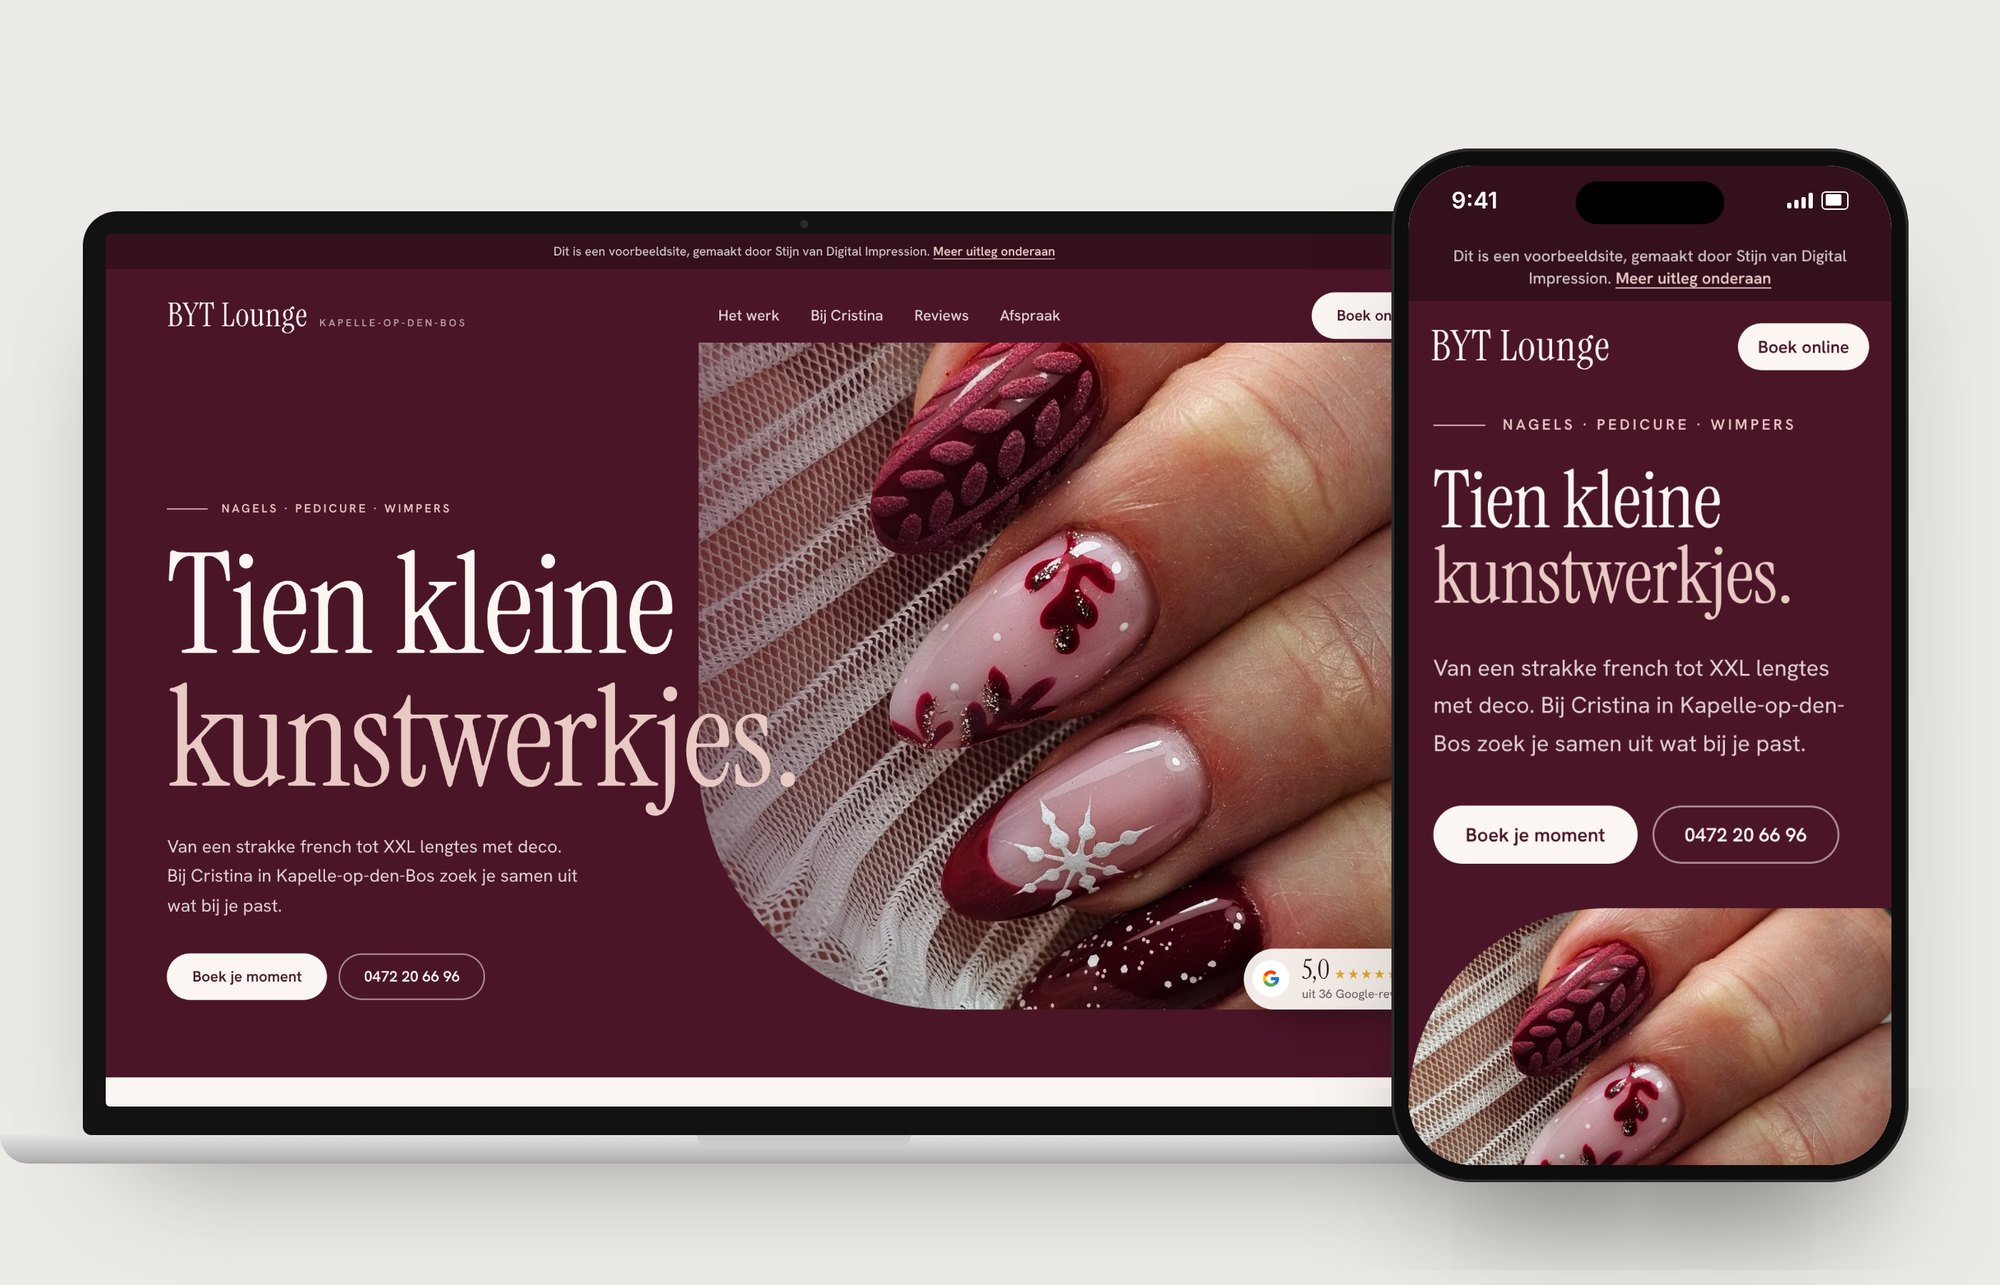 Dit is een voorbeeldsite, gemaakt door Stijn van Digital Impression. Meer uitleg onderaan
BYT Lounge KAPELLE-OP-DEN-BOS
Het werk
Bij Cristina
Reviews
Afspraak
Boek on
NAGELS · PEDICURE · WIMPERS
Tien kleine
kunstwerkjes.
Van een strakke french tot XXL lengtes met deco.
Bij Cristina in Kapelle-op-den-Bos zoek je samen uit
wat bij je past.
Boek je moment
0472 20 66 96
5,0 ★★★★
uit 36 Google-re
9:41
Dit is een voorbeeldsite, gemaakt door Stijn van Digital
Impression. Meer uitleg onderaan
BYT Lounge
Boek online
NAGELS · PEDICURE · WIMPERS
Tien kleine
kunstwerkjes.
Van een strakke french tot XXL lengtes
met deco. Bij Cristina in Kapelle-op-den-
Bos zoek je samen uit wat bij je past.
Boek je moment
0472 20 66 96